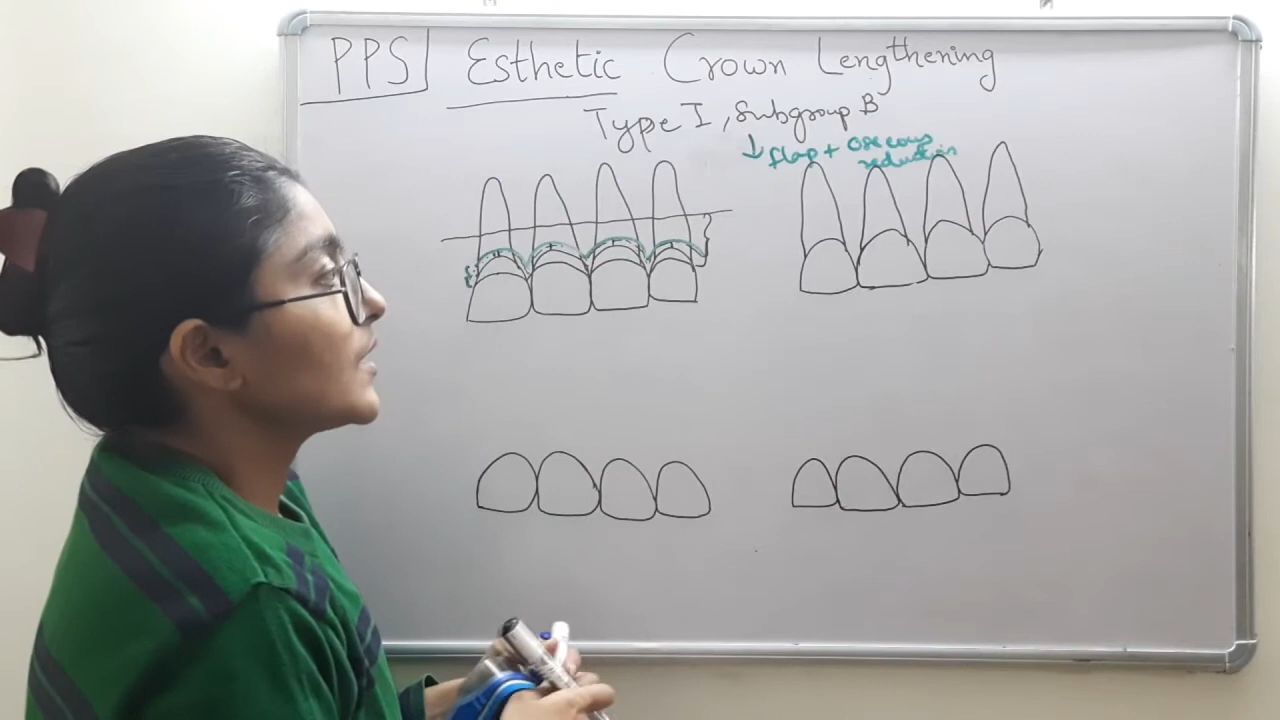 PPS| Esthetic Crown Lengthening
Type I, Subgroup B
↓ flap + osseous
reduction